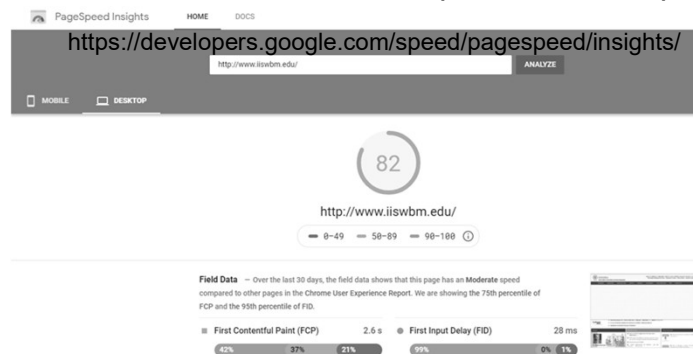 PageSpeed Insights HOME DOCS
https://developers.google.com/speed/pagespeed/insights/
http://www.iiswbm.edu/ ANALYZE
MOBILE DESKTOP
82
http://www.iiswbm.edu/
0-49 50-89 90-100
Field Data — Over the last 30 days, the field data shows that this page has an Moderate speed
compared to other pages in the Chrome User Experience Report. We are showing the 75th percentile of
FCP and the 95th percentile of FID.
First Contentful Paint (FCP) 2.6 s First Input Delay (FID) 28 ms
42% 37% 21% 99% 0% 1%